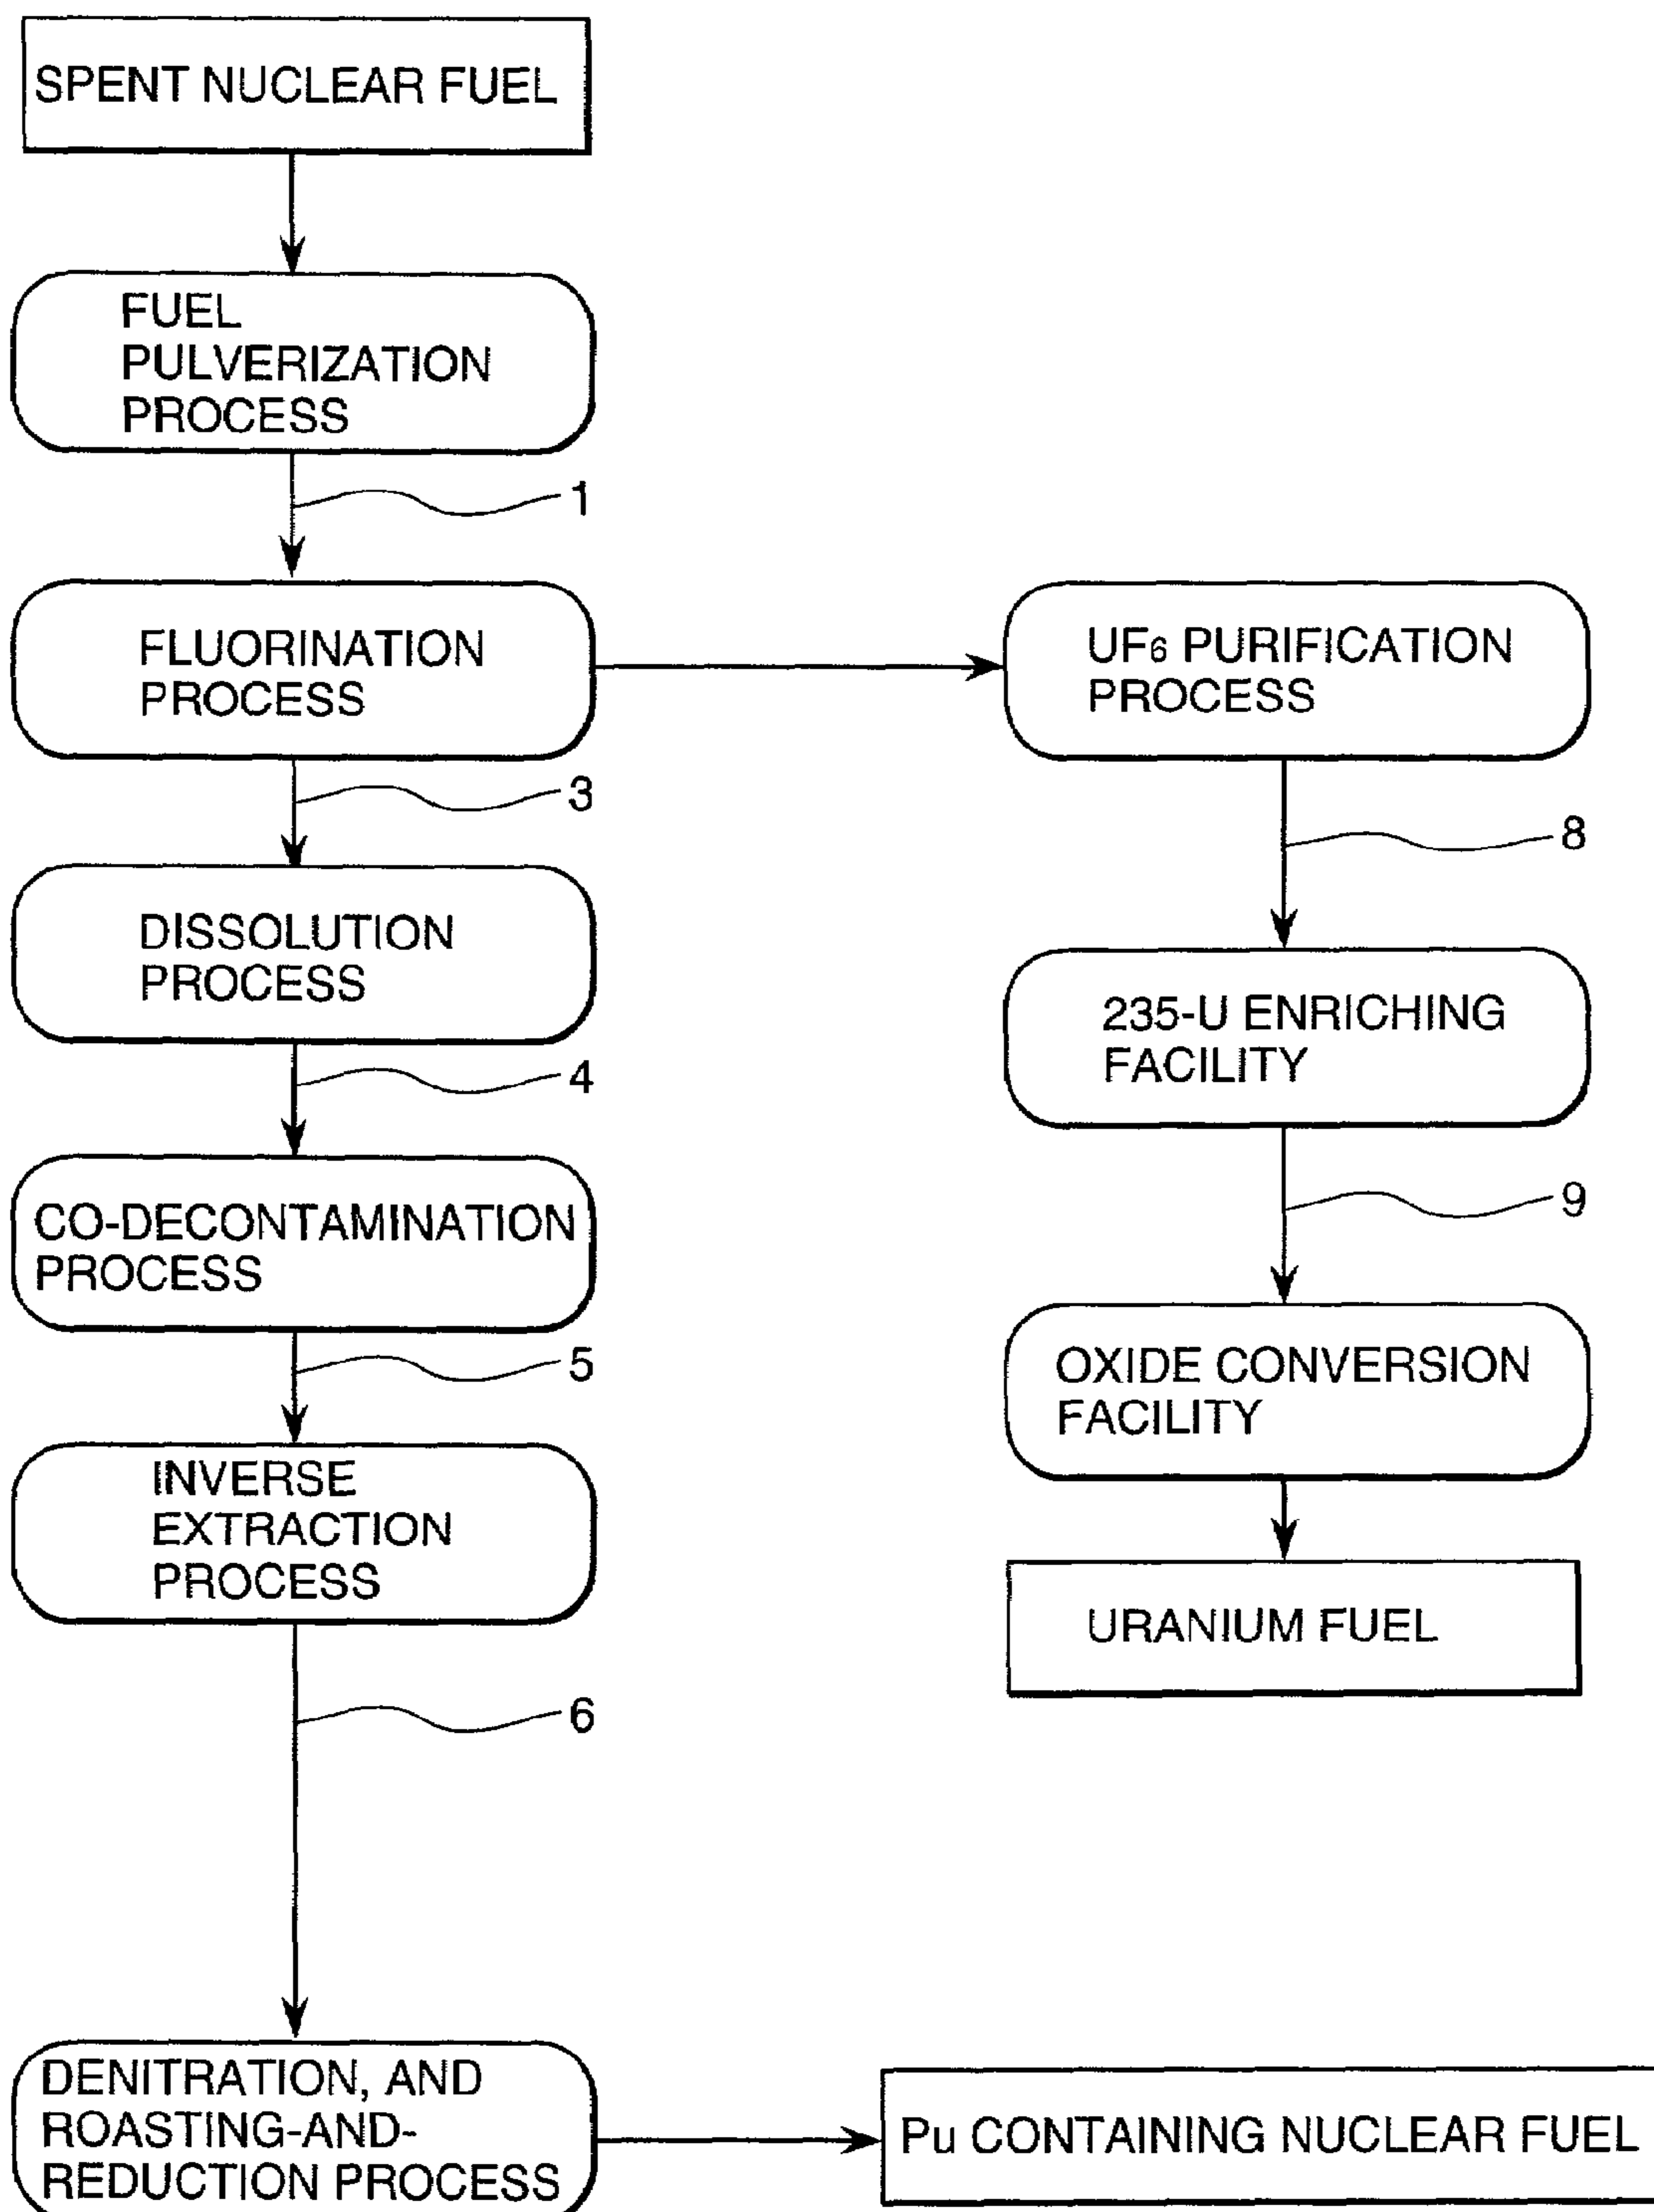 SPENT NUCLEAR FUEL
FUEL
PULVERIZATION
PROCESS
1
FLUORINATION
PROCESS
UF₆ PURIFICATION
PROCESS
3
8
DISSOLUTION
PROCESS
235-U ENRICHING
FACILITY
4
9
CO-DECONTAMINATION
PROCESS
5
OXIDE CONVERSION
FACILITY
INVERSE
EXTRACTION
PROCESS
URANIUM FUEL
6
DENITRATION, AND
ROASTING-AND-
REDUCTION PROCESS
Pu CONTAINING NUCLEAR FUEL